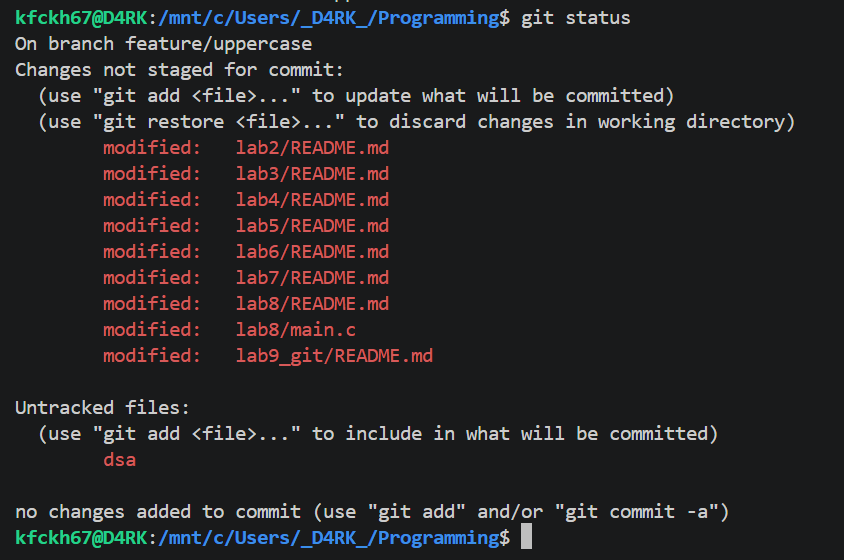 kfckh67@D4RK:/mnt/c/Users/_D4RK_/Programming$ git status
On branch feature/uppercase
Changes not staged for commit:
  (use "git add <file>..." to update what will be committed)
  (use "git restore <file>..." to discard changes in working directory)
        modified:   lab2/README.md
        modified:   lab3/README.md
        modified:   lab4/README.md
        modified:   lab5/README.md
        modified:   lab6/README.md
        modified:   lab7/README.md
        modified:   lab8/README.md
        modified:   lab8/main.c
        modified:   lab9_git/README.md

Untracked files:
  (use "git add <file>..." to include in what will be committed)
        dsa

no changes added to commit (use "git add" and/or "git commit -a")
kfckh67@D4RK:/mnt/c/Users/_D4RK_/Programming$